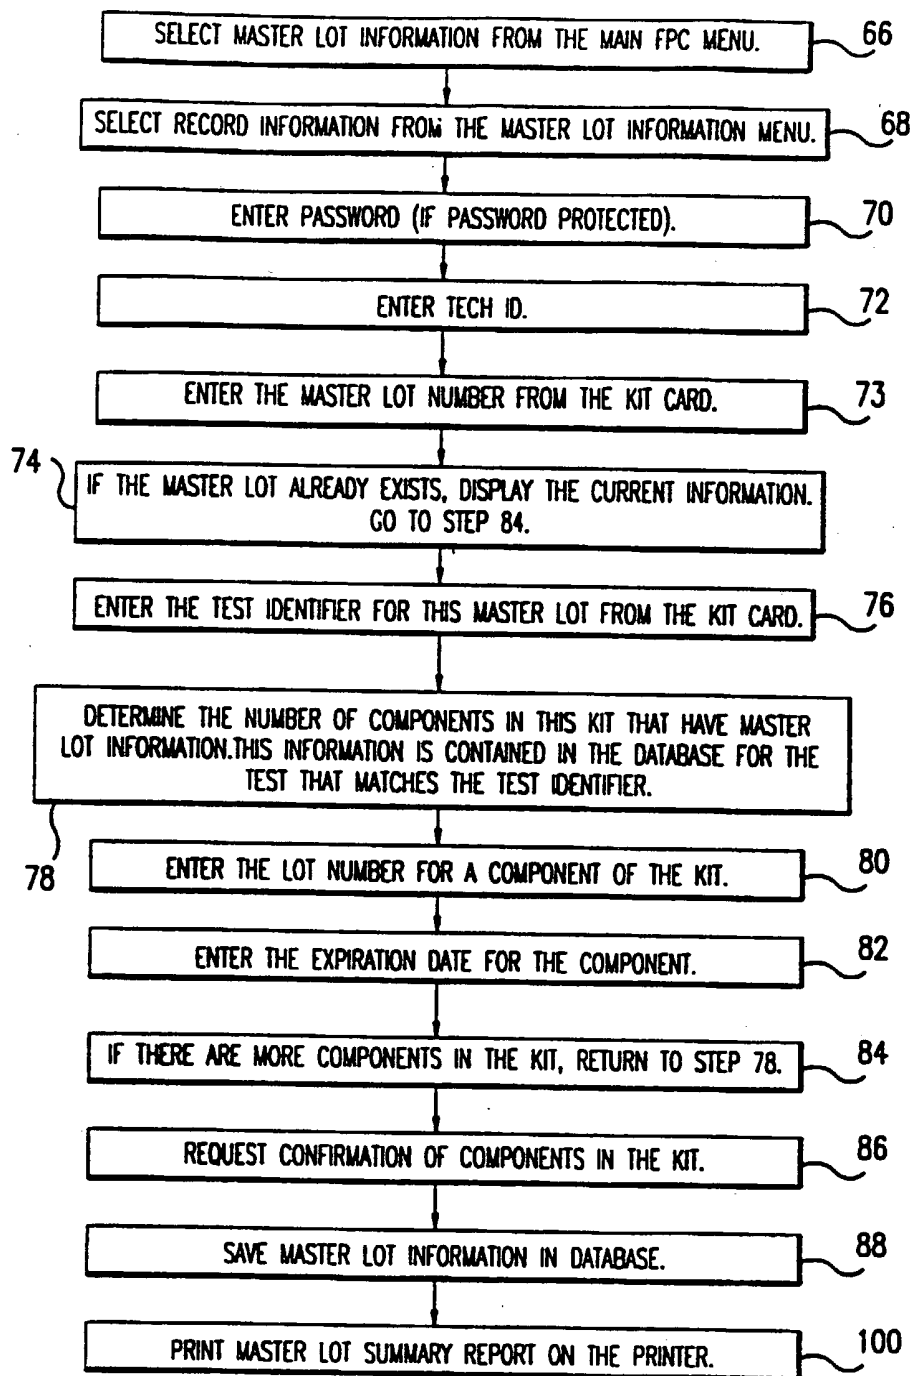 SELECT MASTER LOT INFORMATION FROM THE MAIN FPC MENU.
66
SELECT RECORD INFORMATION FROM THE MASTER LOT INFORMATION MENU.
68
ENTER PASSWORD (IF PASSWORD PROTECTED).
70
ENTER TECH ID.
72
ENTER THE MASTER LOT NUMBER FROM THE KIT CARD.
73
74
IF THE MASTER LOT ALREADY EXISTS, DISPLAY THE CURRENT INFORMATION.
GO TO STEP 84.
ENTER THE TEST IDENTIFIER FOR THIS MASTER LOT FROM THE KIT CARD.
76
DETERMINE THE NUMBER OF COMPONENTS IN THIS KIT THAT HAVE MASTER
LOT INFORMATION.THIS INFORMATION IS CONTAINED IN THE DATABASE FOR THE
TEST THAT MATCHES THE TEST IDENTIFIER.
78
ENTER THE LOT NUMBER FOR A COMPONENT OF THE KIT.
80
ENTER THE EXPIRATION DATE FOR THE COMPONENT.
82
IF THERE ARE MORE COMPONENTS IN THE KIT, RETURN TO STEP 78.
84
REQUEST CONFIRMATION OF COMPONENTS IN THE KIT.
86
SAVE MASTER LOT INFORMATION IN DATABASE.
88
PRINT MASTER LOT SUMMARY REPORT ON THE PRINTER.
100